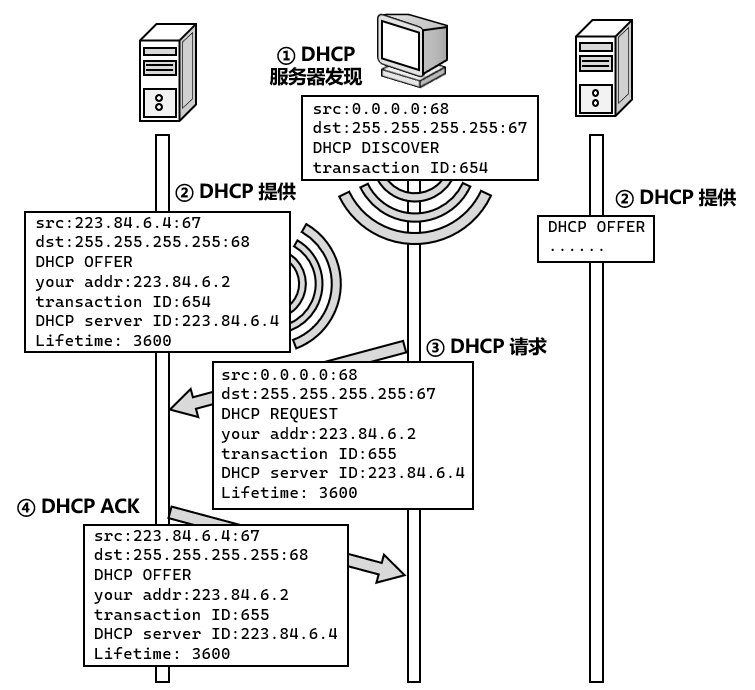 ① DHCP
服务器发现
src:0.0.0.0:68
dst:255.255.255.255:67
DHCP DISCOVER
transaction ID:654
② DHCP 提供
src:223.84.6.4:67
dst:255.255.255.255:68
DHCP OFFER
your addr:223.84.6.2
transaction ID:654
DHCP server ID:223.84.6.4
Lifetime: 3600
② DHCP 提供
DHCP OFFER
......
③ DHCP 请求
src:0.0.0.0:68
dst:255.255.255.255:67
DHCP REQUEST
your addr:223.84.6.2
transaction ID:655
DHCP server ID:223.84.6.4
Lifetime: 3600
④ DHCP ACK
src:223.84.6.4:67
dst:255.255.255.255:68
DHCP OFFER
your addr:223.84.6.2
transaction ID:655
DHCP server ID:223.84.6.4
Lifetime: 3600